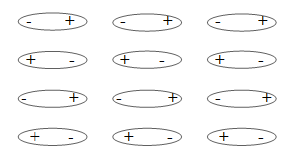 - + - + - +
+ - + - + -
- + - + - +
+ - + - + -